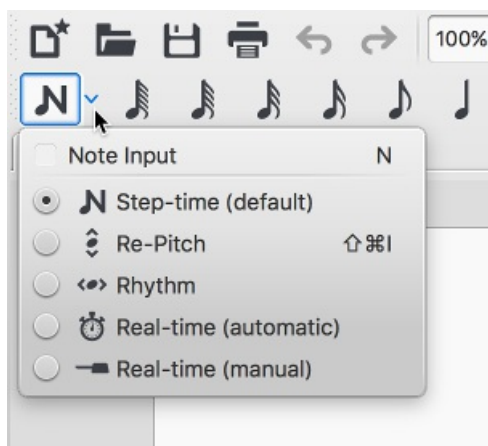 100%
Note Input N
Step-time (default)
Re-Pitch ⇧⌘I
Rhythm
Real-time (automatic)
Real-time (manual)